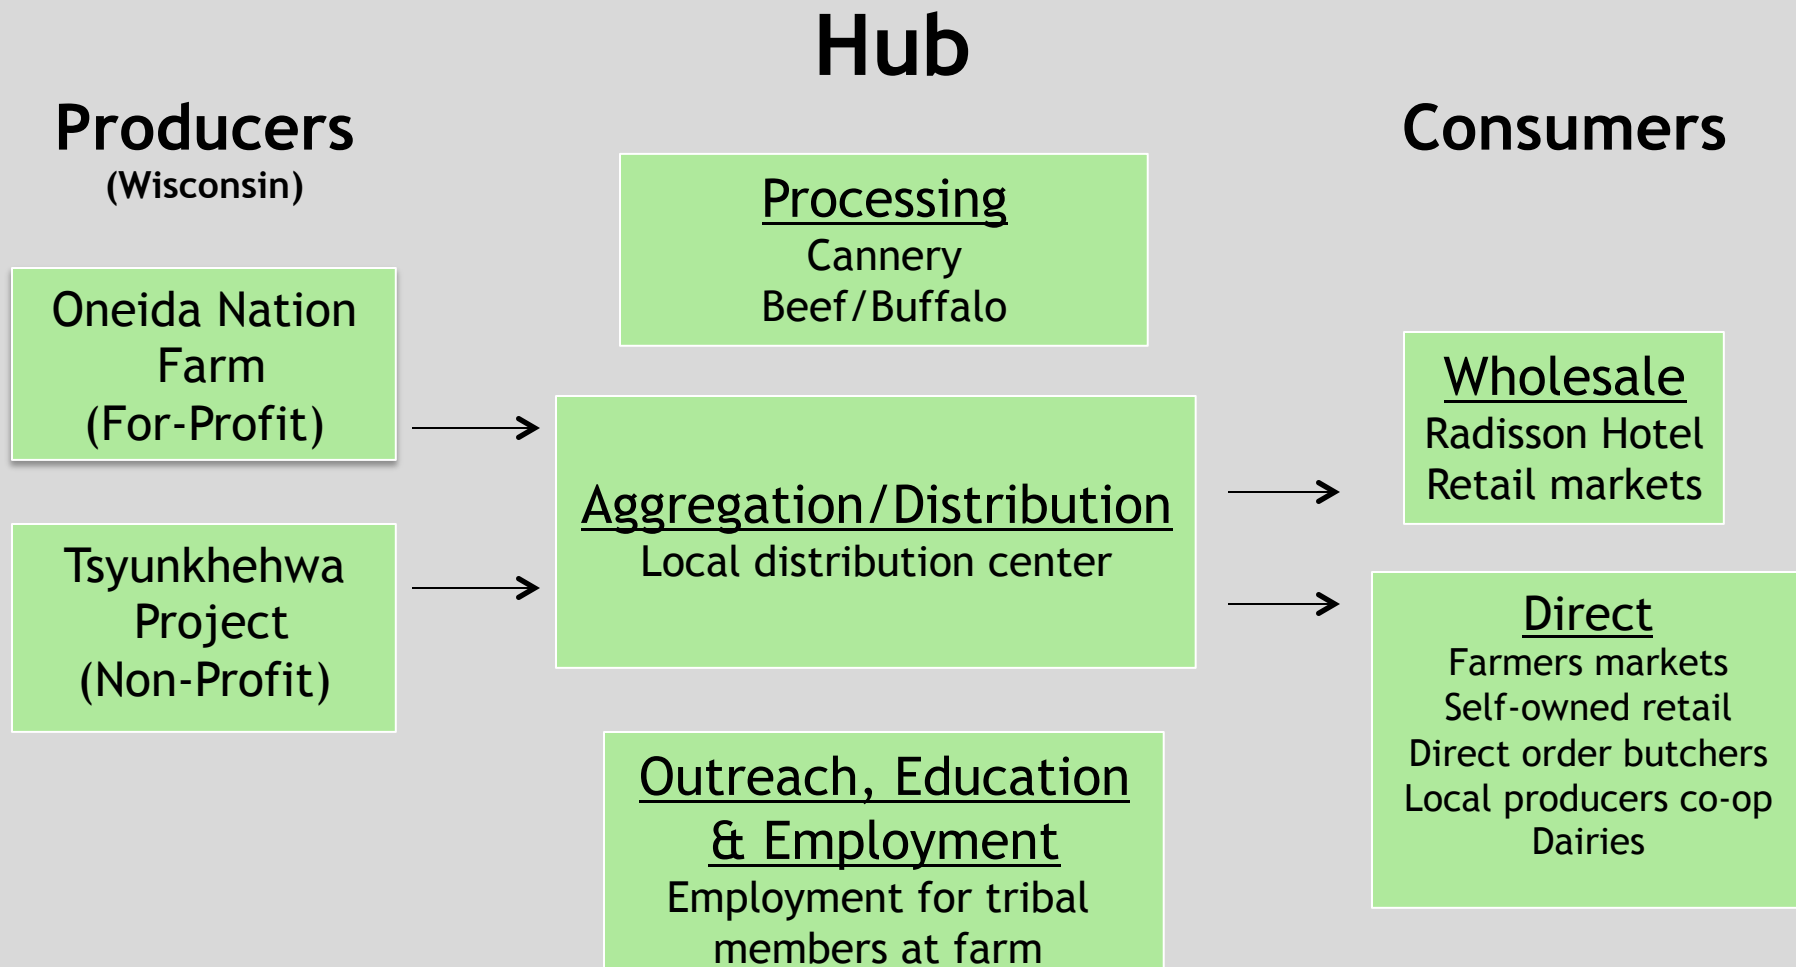 Hub
Producers
(Wisconsin)
Consumers
Processing
Cannery
Beef/Buffalo
Oneida Nation
Farm
(For-Profit)
Tsyunkhehwa
Project
(Non-Profit)
Aggregation/Distribution
Local distribution center
Outreach, Education
& Employment
Employment for tribal
members at farm
Wholesale
Radisson Hotel
Retail markets
Direct
Farmers markets
Self-owned retail
Direct order butchers
Local producers co-op
Dairies